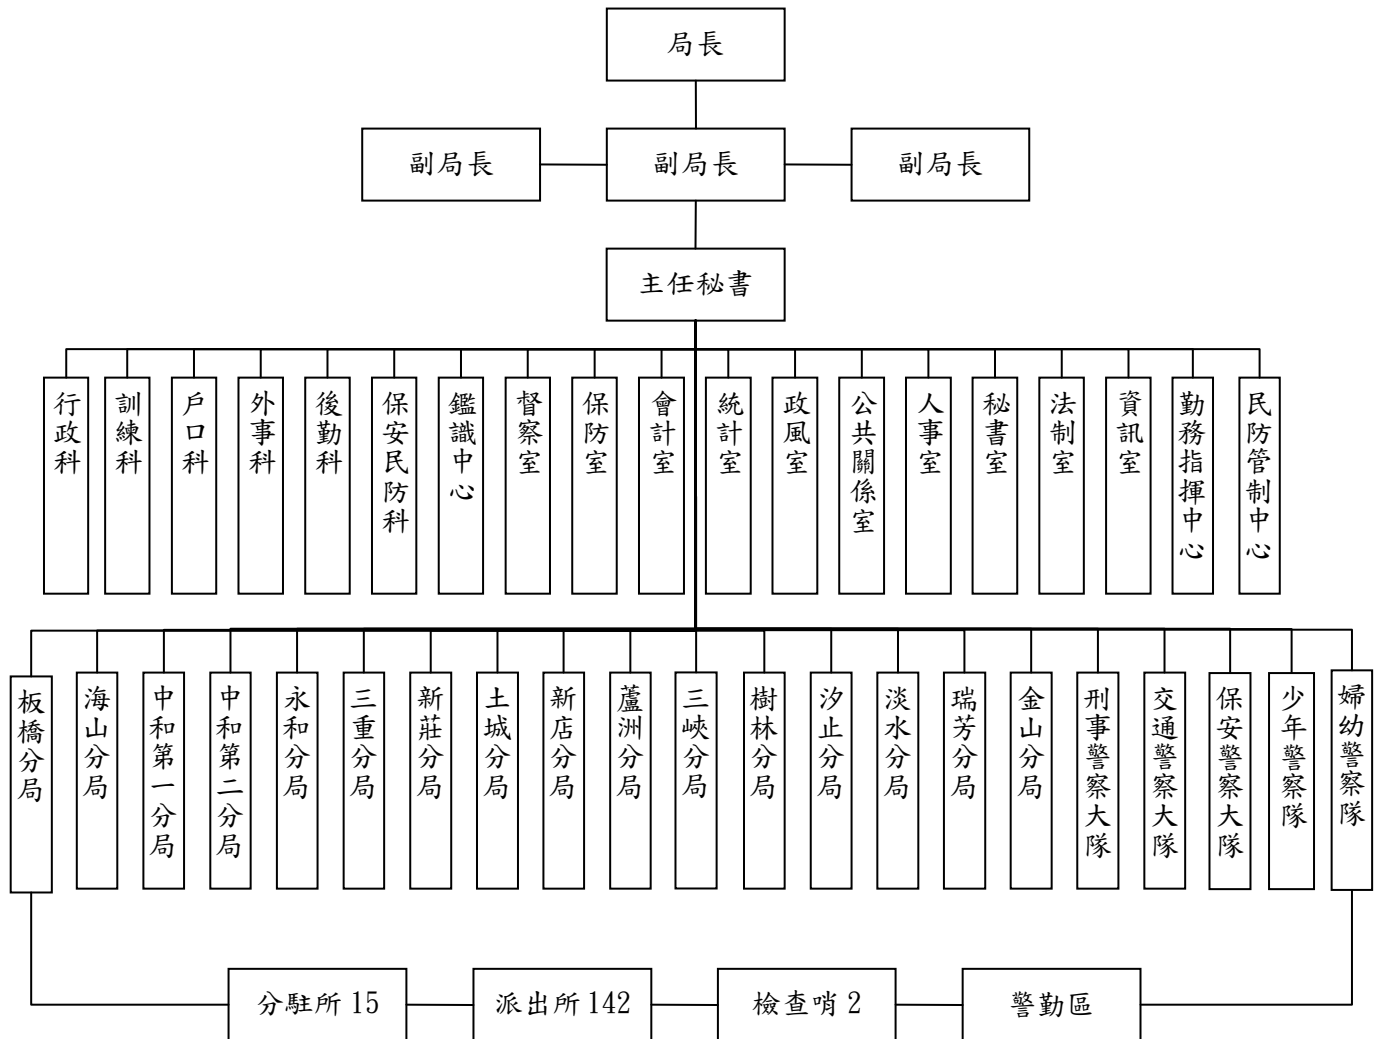 局長
副局長
副局長
副局長
主任秘書
行政科
訓練科
戶口科
外事科
後勤科
保安民防科
鑑識中心
督察室
保防室
會計室
統計室
政風室
公共關係室
人事室
秘書室
法制室
資訊室
勤務指揮中心
民防管制中心
板橋分局
海山分局
中和第一分局
中和第二分局
永和分局
三重分局
新莊分局
土城分局
新店分局
蘆洲分局
三峽分局
樹林分局
汐止分局
淡水分局
瑞芳分局
金山分局
刑事警察大隊
交通警察大隊
保安警察大隊
少年警察隊
婦幼警察隊
分駐所 15
派出所 142
檢查哨 2
警勤區